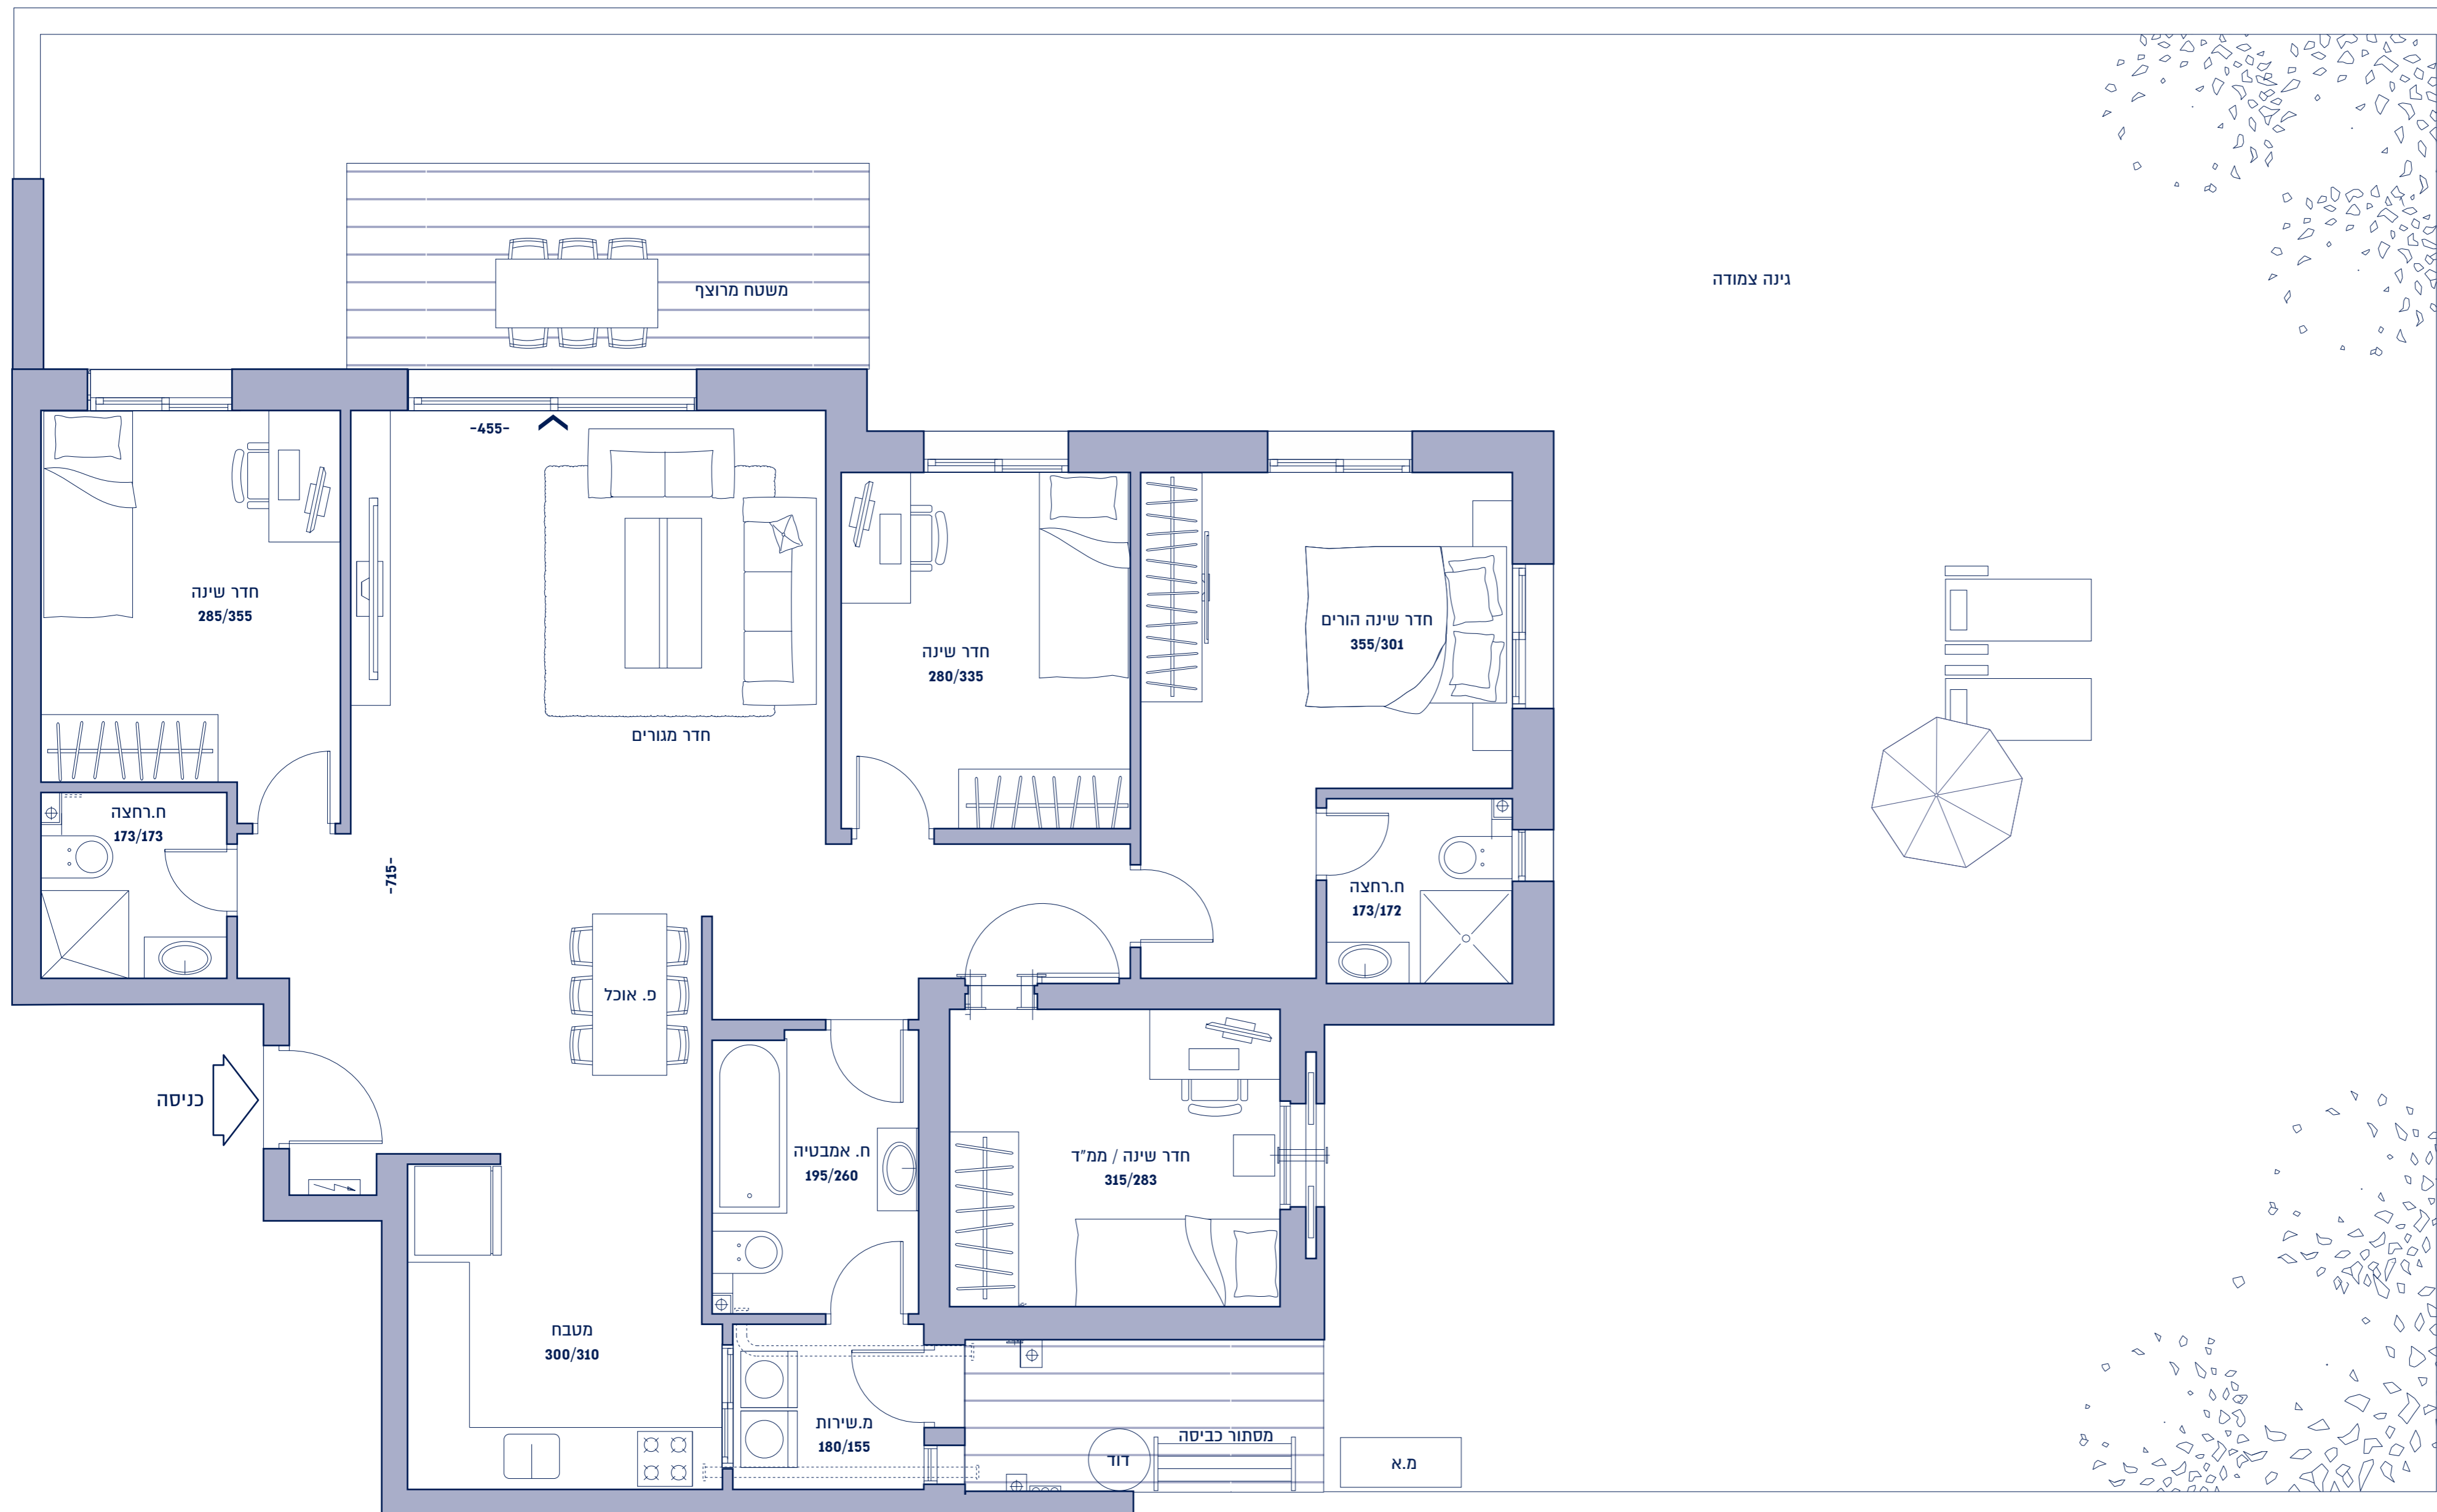 גינה צמודה
משטח מרוצף
-455-
חדר שינה
285/355
חדר שינה הורים
355/301
חדר שינה
280/335
חדר מגורים
ח.רחצה
173/173
-715-
ח.רחצה
173/172
פ. אוכל
כניסה
ח. אמבטיה
195/260
חדר שינה / ממ"ד
315/283
מטבח
300/310
מ.שירות
180/155
מסתור כביסה
דוד
מ.א